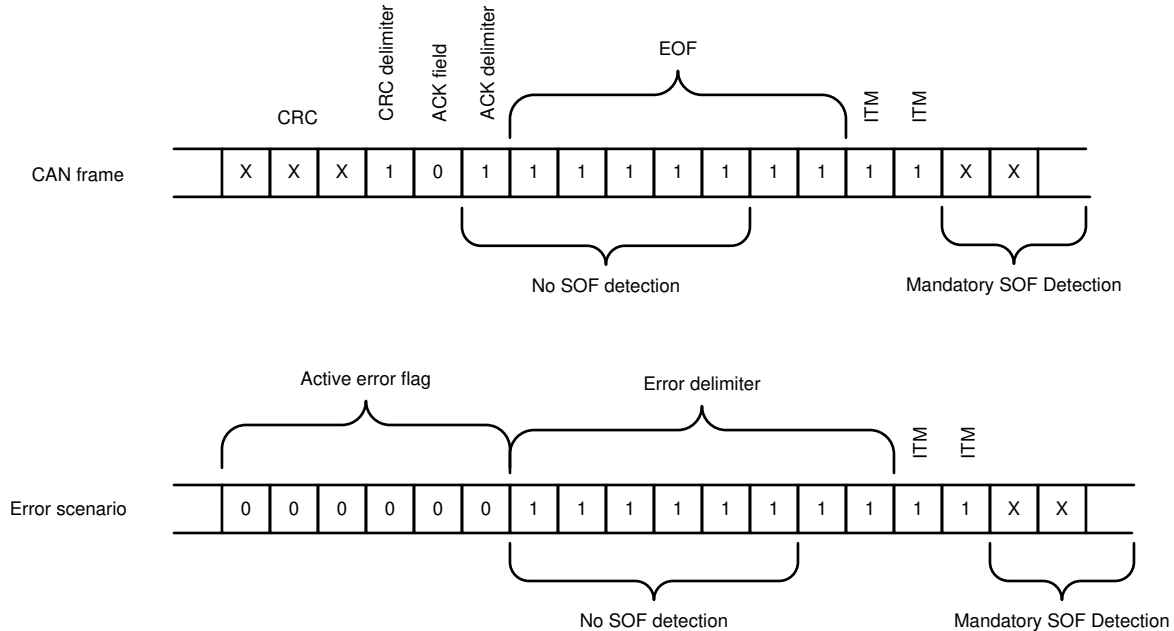 CRC
CRC delimiter
ACK field
ACK delimiter
EOF
ITM
ITM
CAN frame
X X X 1 0 1 1 1 1 1 1 1 1 1 1 X X
No SOF detection
Mandatory SOF Detection
Active error flag
Error delimiter
ITM
ITM
Error scenario
0 0 0 0 0 0 1 1 1 1 1 1 1 1 1 1 X X
No SOF detection
Mandatory SOF Detection